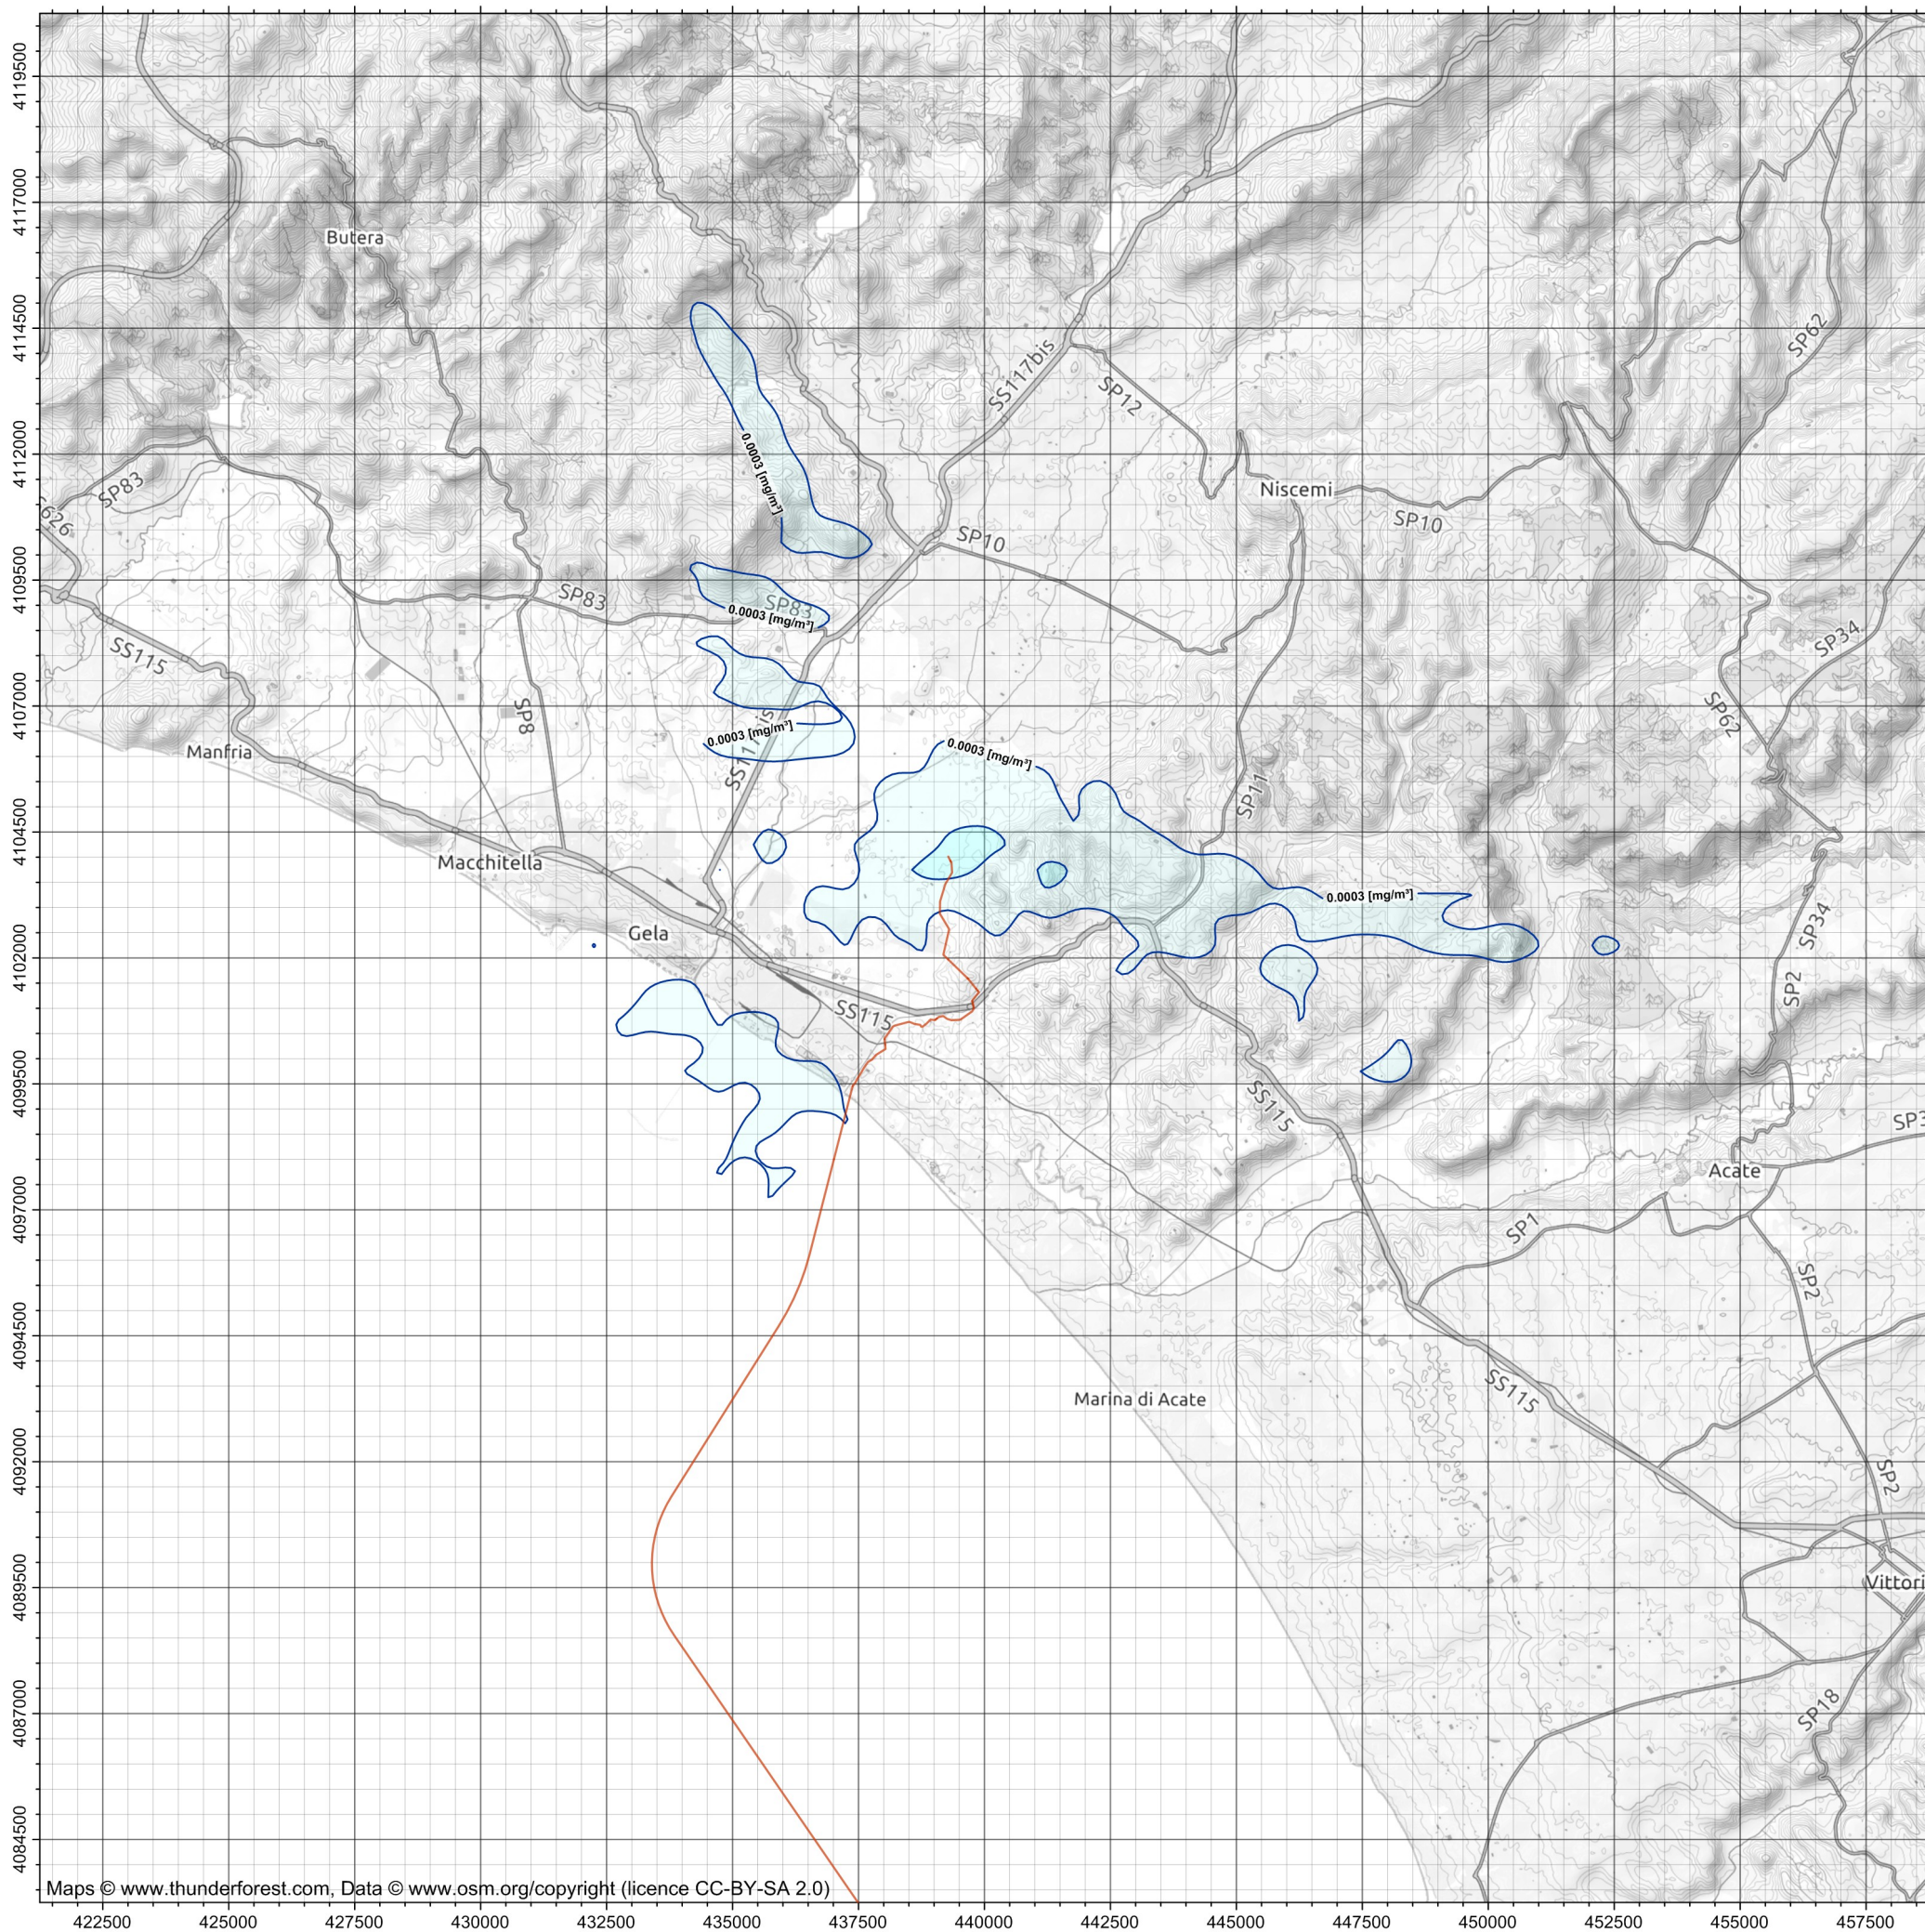 4119500
4117000
Butera
4114500
SP62
SS117bis
SP12
4112000
0.0003 [mg/m³]
SP83
Niscemi
SP10
626
SP10
4109500
SP83
SP83
0.0003 [mg/m³]
SP34
SS115
4107000
SP8
SP62
0.0003 [mg/m³]
Manfria
0.0003 [mg/m³]
SP11
4104500
Macchitella
0.0003 [mg/m³]
SP34
Gela
4102000
SP2
SS115
4099500
SS115
SP3
Acate
4097000
SP1
SP2
4094500
SS115
Marina di Acate
4092000
SP2
4089500
Vittori
4087000
SP18
4084500
Maps © www.thunderforest.com, Data © www.osm.org/copyright (licence CC-BY-SA 2.0)
422500 425000 427500 430000 432500 435000 437500 440000 442500 445000 447500 450000 452500 455000 457500